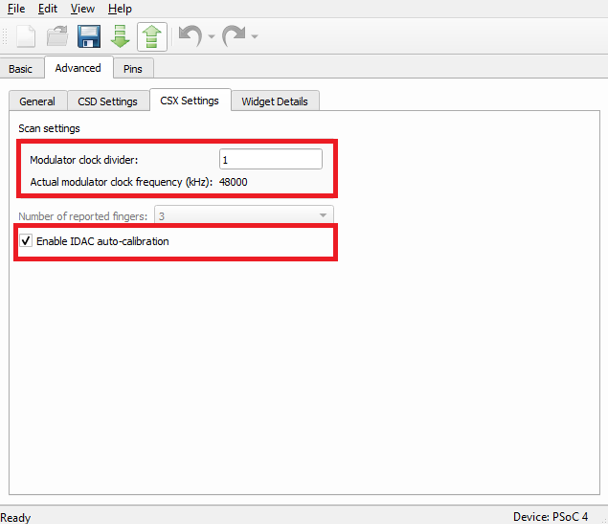 File Edit View Help
Basic Advanced Pins
General CSD Settings CSX Settings Widget Details
Scan settings
Modulator clock divider: 1
Actual modulator clock frequency (kHz): 48000
Number of reported fingers: 3
Enable IDAC auto-calibration
Ready Device: PSoC 4